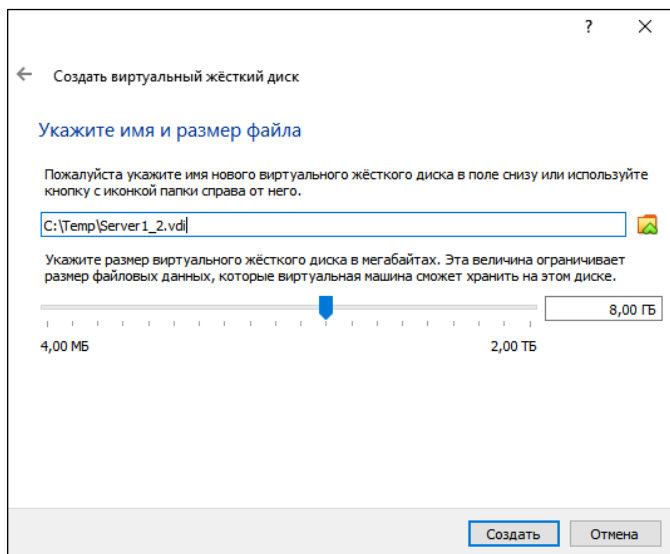 ?
Создать виртуальный жёсткий диск
Укажите имя и размер файла
Пожалуйста укажите имя нового виртуального жёсткого диска в поле снизу или используйте
кнопку с иконкой папки справа от него.
C:\Temp\Server1_2.vdi
Укажите размер виртуального жёсткого диска в мегабайтах. Эта величина ограничивает
размер файловых данных, которые виртуальная машина сможет хранить на этом диске.
8,00 ГБ
4,00 МБ 2,00 ТБ
Создать Отмена